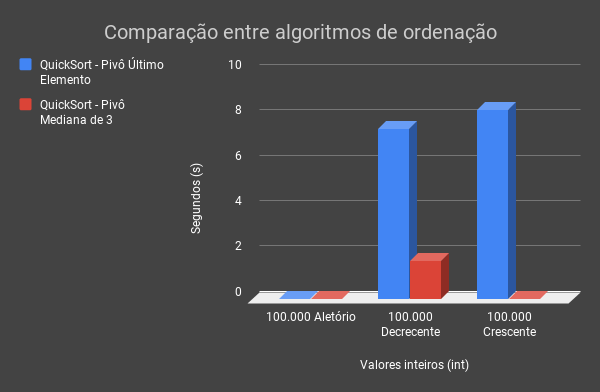 Comparação entre algoritmos de ordenação
QuickSort - Pivô Último
Elemento
QuickSort - Pivô
Mediana de 3
Segundos (s)
10
8
6
4
2
0
100.000 Aletório
100.000
Decrecente
100.000
Crescente
Valores inteiros (int)